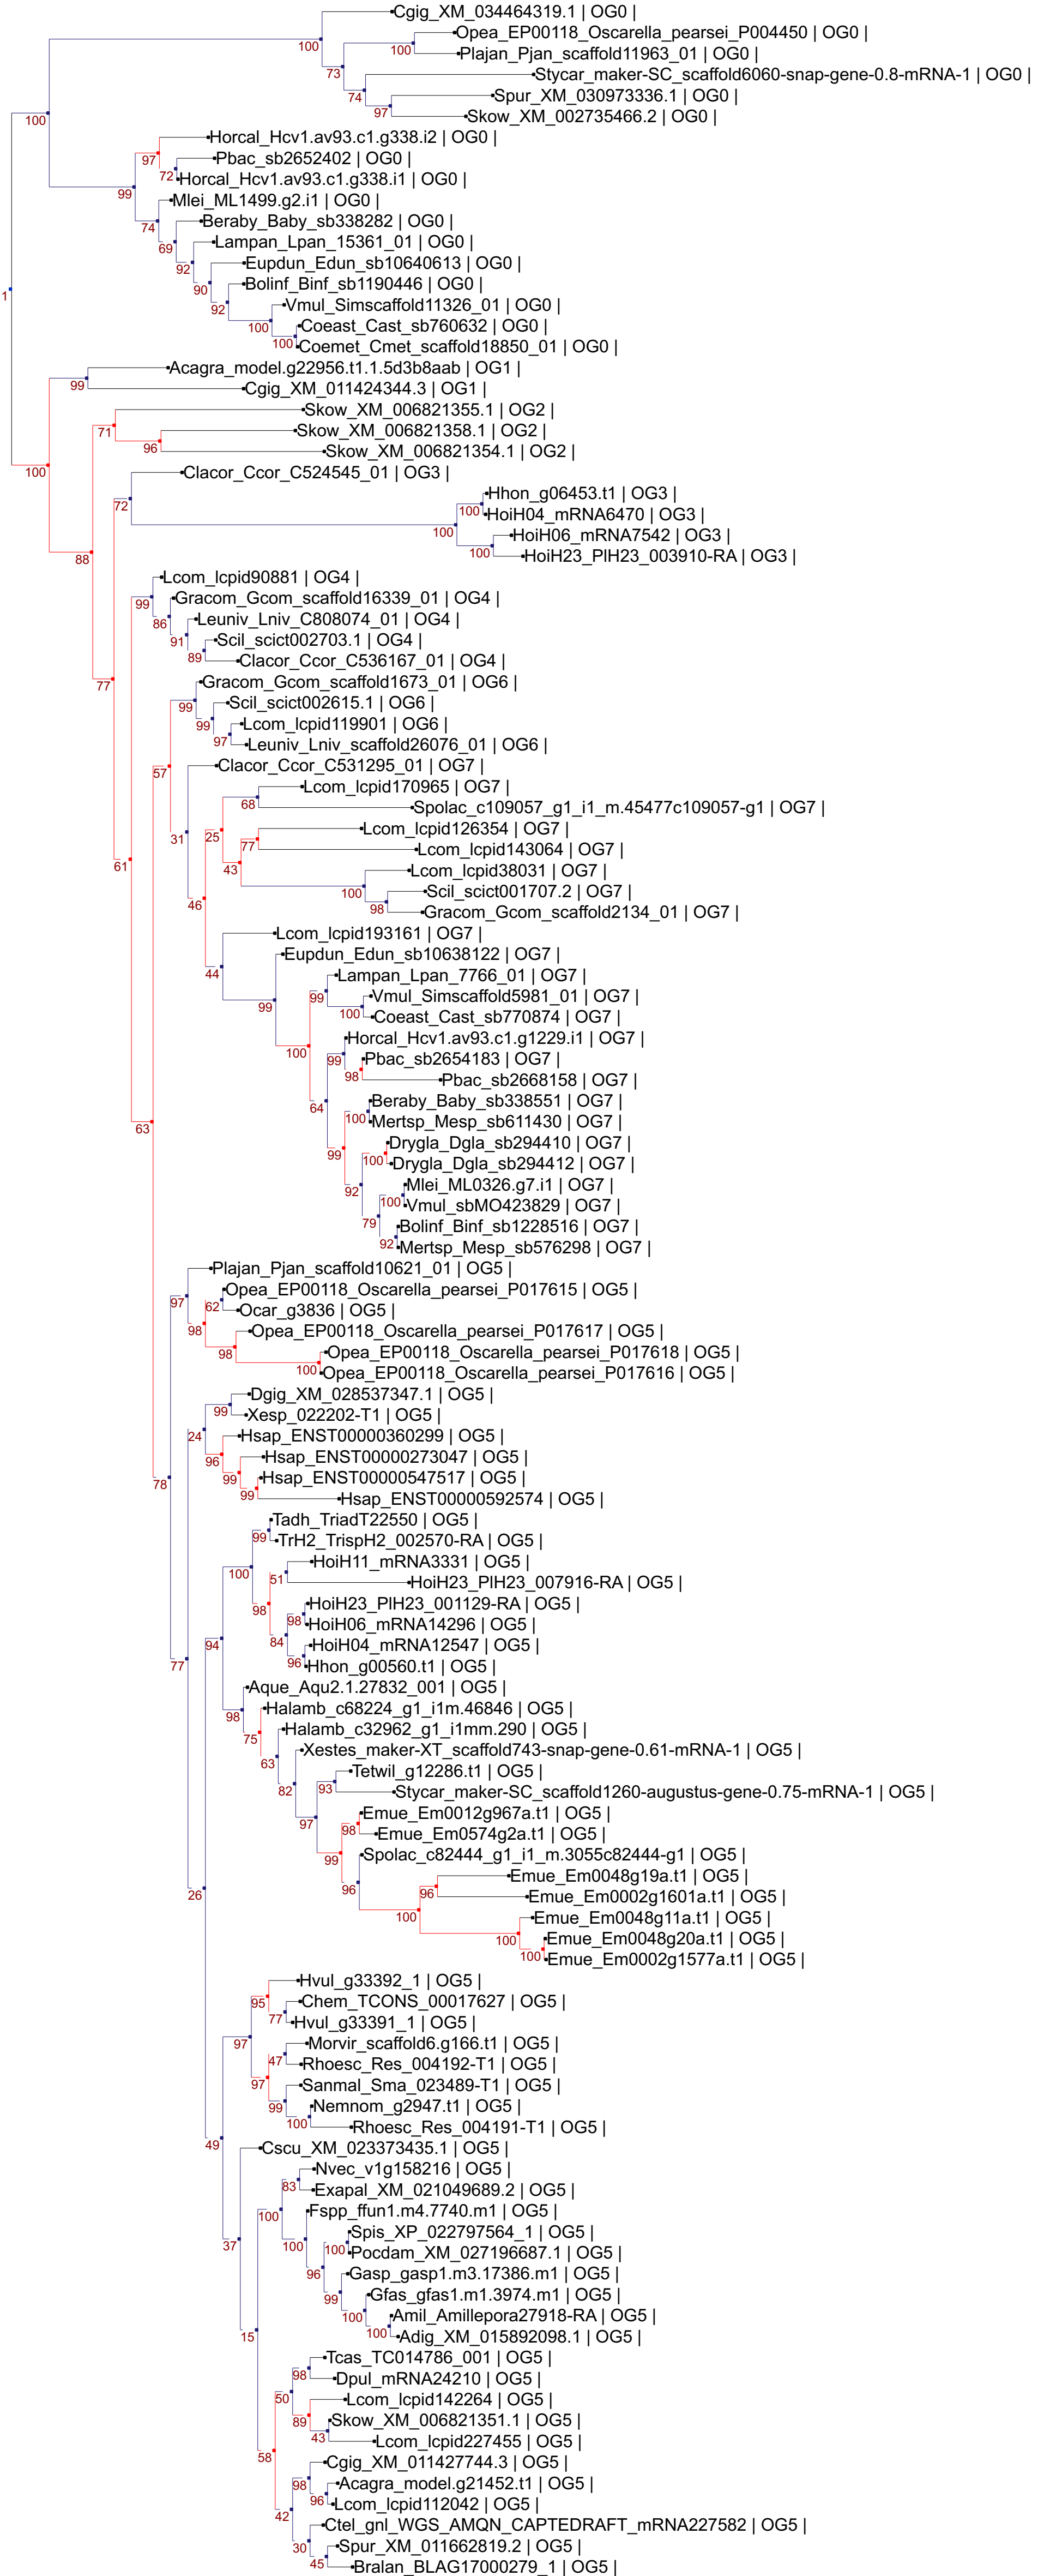 Cgig_XM_034464319.1 | OG0 |
Opea_EP00118_Oscarella_pearsei_P004450 | OG0 |
100
100
Plajan_Pjan_scaffold11963_01 | OG0 |
73
Stycar_maker-SC_scaffold6060-snap-gene-0.8-mRNA-1 | OG0 |
74
Spur_XM_030973336.1 | OG0 |
97
Skow_XM_002735466.2 | OG0 |
100
Horcal_Hcv1.av93.c1.g338.i2 | OG0 |
97
Pbac_sb2652402 | OG0 |
72
Horcal_Hcv1.av93.c1.g338.i1 | OG0 |
99
Mlei_ML1499.g2.i1 | OG0 |
74
Beraby_Baby_sb338282 | OG0 |
69
Lampan_Lpan_15361_01 | OG0 |
92
Eupdun_Edun_sb10640613 | OG0 |
90
Bolinf_Binf_sb1190446 | OG0 |
1
92
Vmul_Simscaffold11326_01 | OG0 |
100
Coeast_Cast_sb760632 | OG0 |
100
Coemet_Cmet_scaffold18850_01 | OG0 |
Acagra_model.g22956.t1.1.5d3b8aab | OG1 |
99
Cgig_XM_011424344.3 | OG1 |
Skow_XM_006821355.1 | OG2 |
71
Skow_XM_006821358.1 | OG2 |
96
Skow_XM_006821354.1 | OG2 |
100
Clacor_Ccor_C524545_01 | OG3 |
72
Hhon_g06453.t1 | OG3 |
100
HoiH04_mRNA6470 | OG3 |
100
HoiH06_mRNA7542 | OG3 |
100
HoiH23_PlH23_003910-RA | OG3 |
88
Lcom_lcpid90881 | OG4 |
99
Gracom_Gcom_scaffold16339_01 | OG4 |
86
Leuniv_Lniv_C808074_01 | OG4 |
91
Scil_scict002703.1 | OG4 |
89
Clacor_Ccor_C536167_01 | OG4 |
77
Gracom_Gcom_scaffold1673_01 | OG6 |
99
Scil_scict002615.1 | OG6 |
99
Lcom_lcpid119901 | OG6 |
97
Leuniv_Lniv_scaffold26076_01 | OG6 |
57
Clacor_Ccor_C531295_01 | OG7 |
Lcom_lcpid170965 | OG7 |
68
Spolac_c109057_g1_i1_m.45477c109057-g1 | OG7 |
31
25
Lcom_lcpid126354 | OG7 |
77
Lcom_lcpid143064 | OG7 |
61
43
Lcom_lcpid38031 | OG7 |
100
Scil_scict001707.2 | OG7 |
46
98
Gracom_Gcom_scaffold2134_01 | OG7 |
Lcom_lcpid193161 | OG7 |
Eupdun_Edun_sb10638122 | OG7 |
44
Lampan_Lpan_7766_01 | OG7 |
99
99
Vmul_Simscaffold5981_01 | OG7 |
100
Coeast_Cast_sb770874 | OG7 |
Horcal_Hcv1.av93.c1.g1229.i1 | OG7 |
100
99
Pbac_sb2654183 | OG7 |
98
Pbac_sb2668158 | OG7 |
64
Beraby_Baby_sb338551 | OG7 |
100
Mertsp_Mesp_sb611430 | OG7 |
63
Drygla_Dgla_sb294410 | OG7 |
99
100
Drygla_Dgla_sb294412 | OG7 |
Mlei_ML0326.g7.i1 | OG7 |
92
100
Vmul_sbMO423829 | OG7 |
79
Bolinf_Binf_sb1228516 | OG7 |
92
Mertsp_Mesp_sb576298 | OG7 |
Plajan_Pjan_scaffold10621_01 | OG5 |
Opea_EP00118_Oscarella_pearsei_P017615 | OG5 |
97
62
Ocar_g3836 | OG5 |
98
Opea_EP00118_Oscarella_pearsei_P017617 | OG5 |
98
Opea_EP00118_Oscarella_pearsei_P017618 | OG5 |
100
Opea_EP00118_Oscarella_pearsei_P017616 | OG5 |
Dgig_XM_028537347.1 | OG5 |
99
Xesp_022202-T1 | OG5 |
24
Hsap_ENST00000360299 | OG5 |
96
Hsap_ENST00000273047 | OG5 |
99
Hsap_ENST00000547517 | OG5 |
78
99
Hsap_ENST00000592574 | OG5 |
Tadh_TriadT22550 | OG5 |
99
TrH2_TrispH2_002570-RA | OG5 |
HoiH11_mRNA3331 | OG5 |
100
51
HoiH23_PlH23_007916-RA | OG5 |
98
HoiH23_PlH23_001129-RA | OG5 |
98
HoiH06_mRNA14296 | OG5 |
94
84
HoiH04_mRNA12547 | OG5 |
96
Hhon_g00560.t1 | OG5 |
77
Aque_Aqu2.1.27832_001 | OG5 |
98
Halamb_c68224_g1_i1m.46846 | OG5 |
75
Halamb_c32962_g1_i1mm.290 | OG5 |
63
Xestes_maker-XT_scaffold743-snap-gene-0.61-mRNA-1 | OG5 |
Tetwil_g12286.t1 | OG5 |
82
93
Stycar_maker-SC_scaffold1260-augustus-gene-0.75-mRNA-1 | OG5 |
97
Emue_Em0012g967a.t1 | OG5 |
98
Emue_Em0574g2a.t1 | OG5 |
99
Spolac_c82444_g1_i1_m.3055c82444-g1 | OG5 |
Emue_Em0048g19a.t1 | OG5 |
96
96
26
Emue_Em0002g1601a.t1 | OG5 |
100
Emue_Em0048g11a.t1 | OG5 |
100
Emue_Em0048g20a.t1 | OG5 |
100
Emue_Em0002g1577a.t1 | OG5 |
Hvul_g33392_1 | OG5 |
95
Chem_TCONS_00017627 | OG5 |
77
Hvul_g33391_1 | OG5 |
97
Morvir_scaffold6.g166.t1 | OG5 |
47
Rhoesc_Res_004192-T1 | OG5 |
97
Sanmal_Sma_023489-T1 | OG5 |
99
Nemnom_g2947.t1 | OG5 |
100
Rhoesc_Res_004191-T1 | OG5 |
49
Cscu_XM_023373435.1 | OG5 |
Nvec_v1g158216 | OG5 |
83
Exapal_XM_021049689.2 | OG5 |
100
Fspp_ffun1.m4.7740.m1 | OG5 |
Spis_XP_022797564_1 | OG5 |
37
100
100
Pocdam_XM_027196687.1 | OG5 |
96
Gasp_gasp1.m3.17386.m1 | OG5 |
99
Gfas_gfas1.m1.3974.m1 | OG5 |
100
Amil_Amillepora27918-RA | OG5 |
15
100
Adig_XM_015892098.1 | OG5 |
Tcas_TC014786_001 | OG5 |
98
Dpul_mRNA24210 | OG5 |
50
Lcom_lcpid142264 | OG5 |
89
Skow_XM_006821351.1 | OG5 |
43
Lcom_lcpid227455 | OG5 |
58
Cgig_XM_011427744.3 | OG5 |
98
Acagra_model.g21452.t1 | OG5 |
96
Lcom_lcpid112042 | OG5 |
42
Ctel_gnl_WGS_AMQN_CAPTEDRAFT_mRNA227582 | OG5 |
30
Spur_XM_011662819.2 | OG5 |
45
Bralan_BLAG17000279_1 | OG5 |